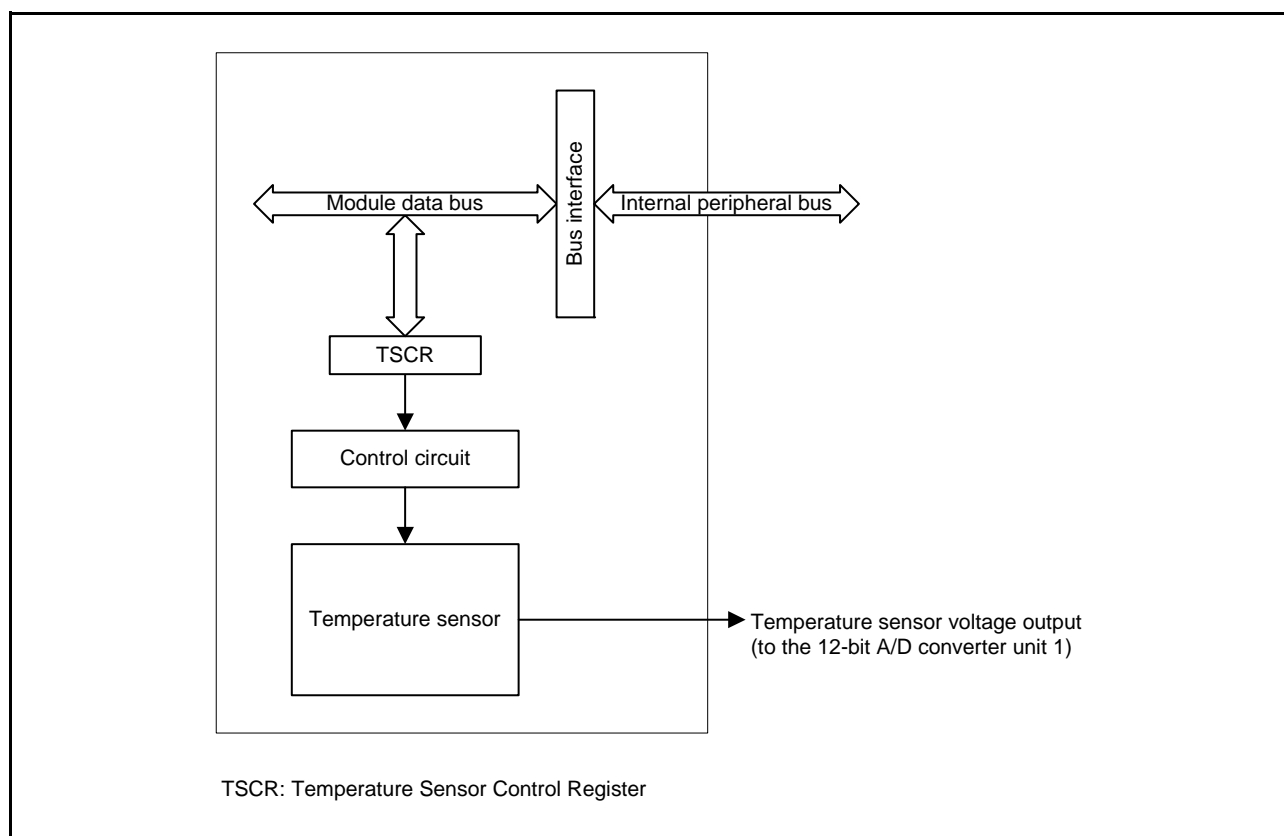 Bus interface
Module data bus
Internal peripheral bus
TSCR
Control circuit
Temperature sensor
Temperature sensor voltage output
(to the 12-bit A/D converter unit 1)
TSCR: Temperature Sensor Control Register